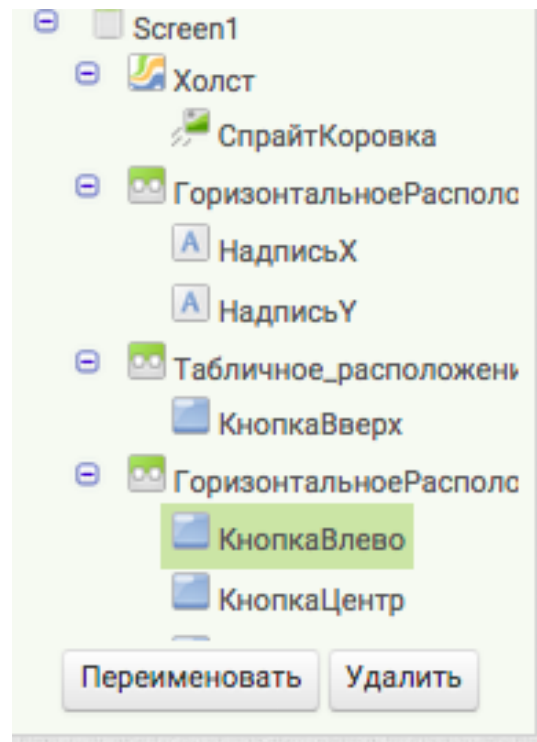 Screen1
Холст
СпрайтКоровка
ГоризонтальноеРасполо
НадписьX
НадписьY
Табличное_расположени
КнопкаВверх
ГоризонтальноеРасполо
КнопкаВлево
КнопкаЦентр
Переименовать Удалить